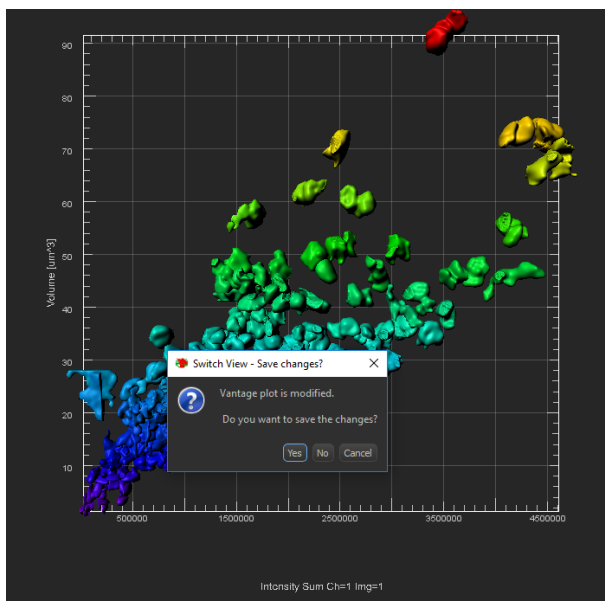 90
80
70
60
50
40
30
20
10
Volume [um^3]
Switch View - Save changes?
Vantage plot is modified.
Do you want to save the changes?
Yes No Cancel
500000 1500000 2500000 3500000 4500000
Intensity Sum Ch=1 Img=1